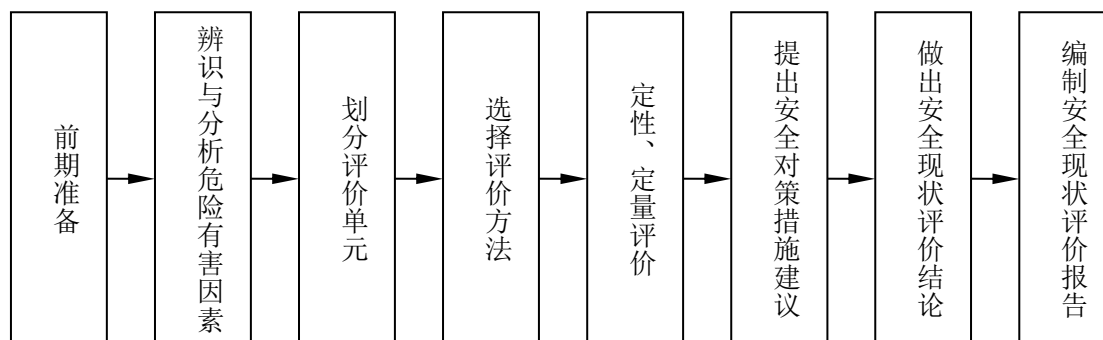 前期准备
辨识与分析危险有害因素
划分评价单元
选择评价方法
定性、定量评价
提出安全对策措施建议
做出安全现状评价结论
编制安全现状评价报告